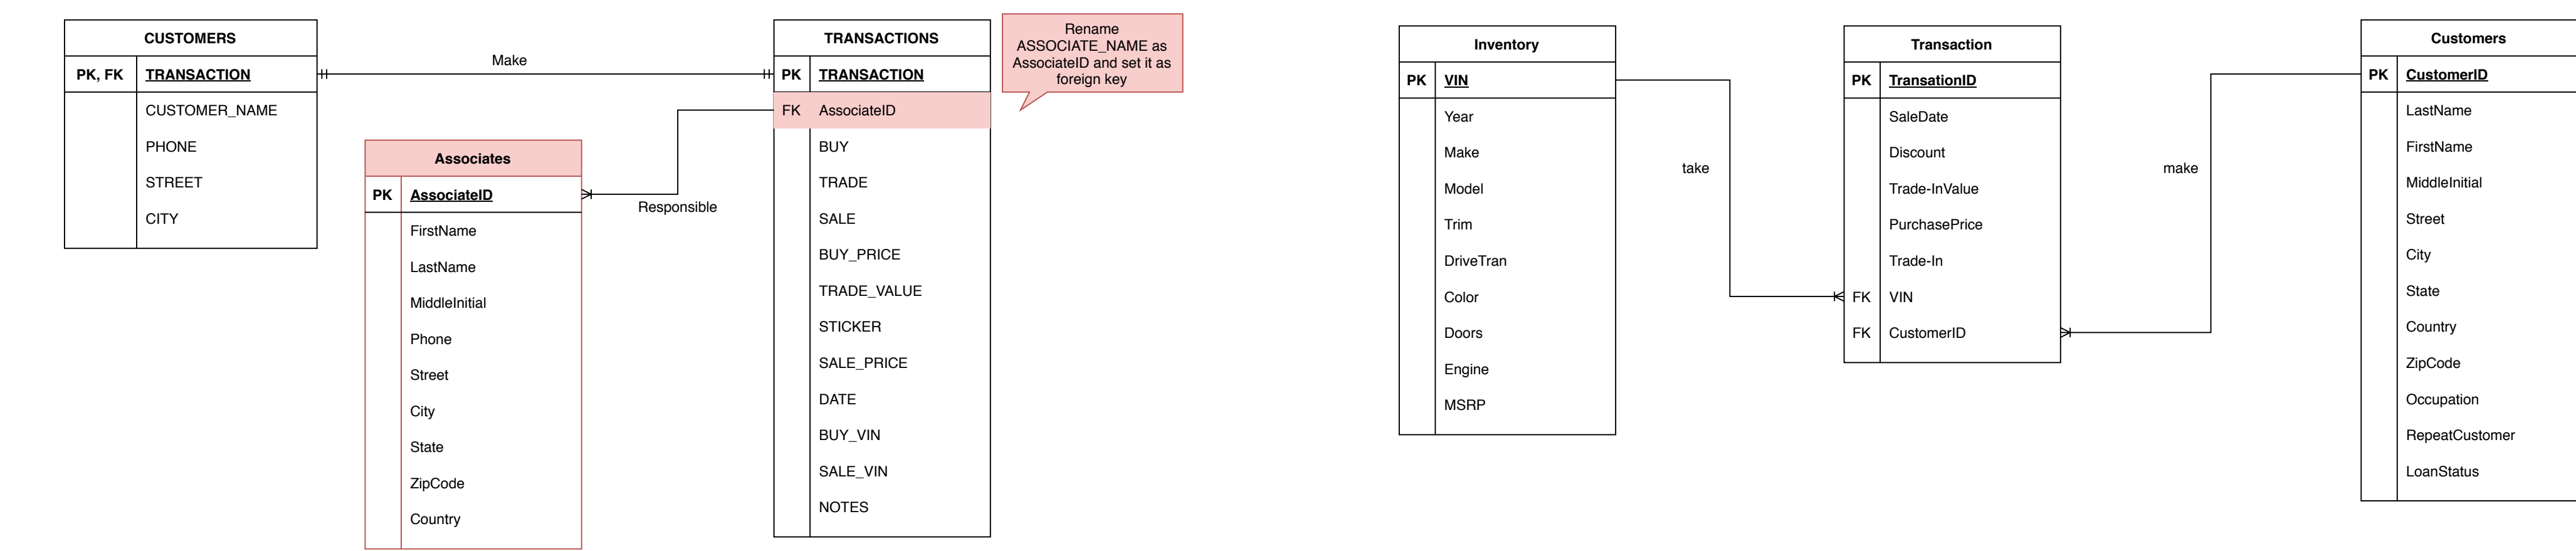 CUSTOMERS
PK, FK TRANSACTION
CUSTOMER_NAME
PHONE
STREET
CITY
Make
Associates
PK AssociateID
FirstName
LastName
MiddleInitial
Phone
Street
City
State
ZipCode
Country
Responsible
TRANSACTIONS
PK TRANSACTION
FK AssociateID
BUY
TRADE
SALE
BUY_PRICE
TRADE_VALUE
STICKER
SALE_PRICE
DATE
BUY_VIN
SALE_VIN
NOTES
Rename
ASSOCIATE_NAME as
AssociateID and set it as
foreign key
Inventory
PK VIN
Year
Make
Model
Trim
DriveTran
Color
Doors
Engine
MSRP
take
Transaction
PK TransationID
SaleDate
Discount
Trade-InValue
PurchasePrice
Trade-In
FK VIN
FK CustomerID
make
Customers
PK CustomerID
LastName
FirstName
MiddleInitial
Street
City
State
Country
ZipCode
Occupation
RepeatCustomer
LoanStatus